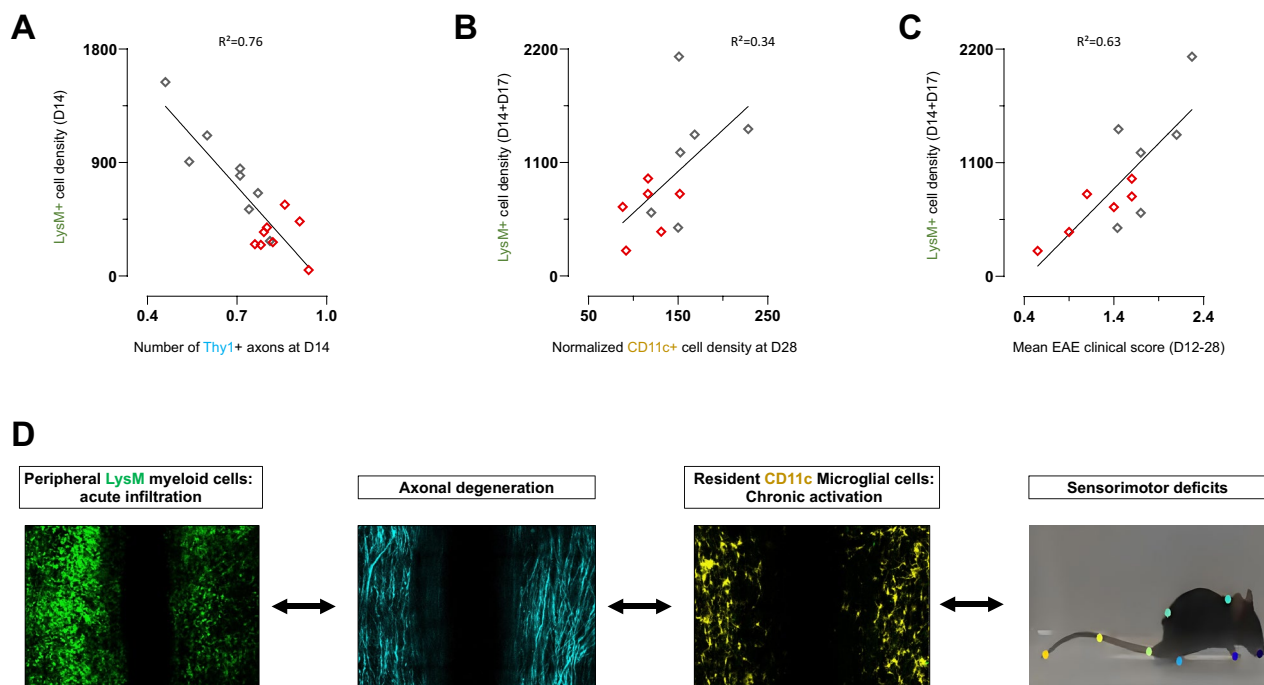 A
R²=0.76
1800
900
0
LysM+ cell density (D14)
0.4 0.7 1.0
Number of Thy1+ axons at D14
B
R²=0.34
2200
1100
0
LysM+ cell density (D14+D17)
50 150 250
Normalized CD11c+ cell density at D28
C
R²=0.63
2200
1100
0
LysM+ cell density (D14+D17)
0.4 1.4 2.4
Mean EAE clinical score (D12-28)
D
Peripheral LysM myeloid cells:
acute infiltration
Axonal degeneration
Resident CD11c Microglial cells:
Chronic activation
Sensorimotor deficits